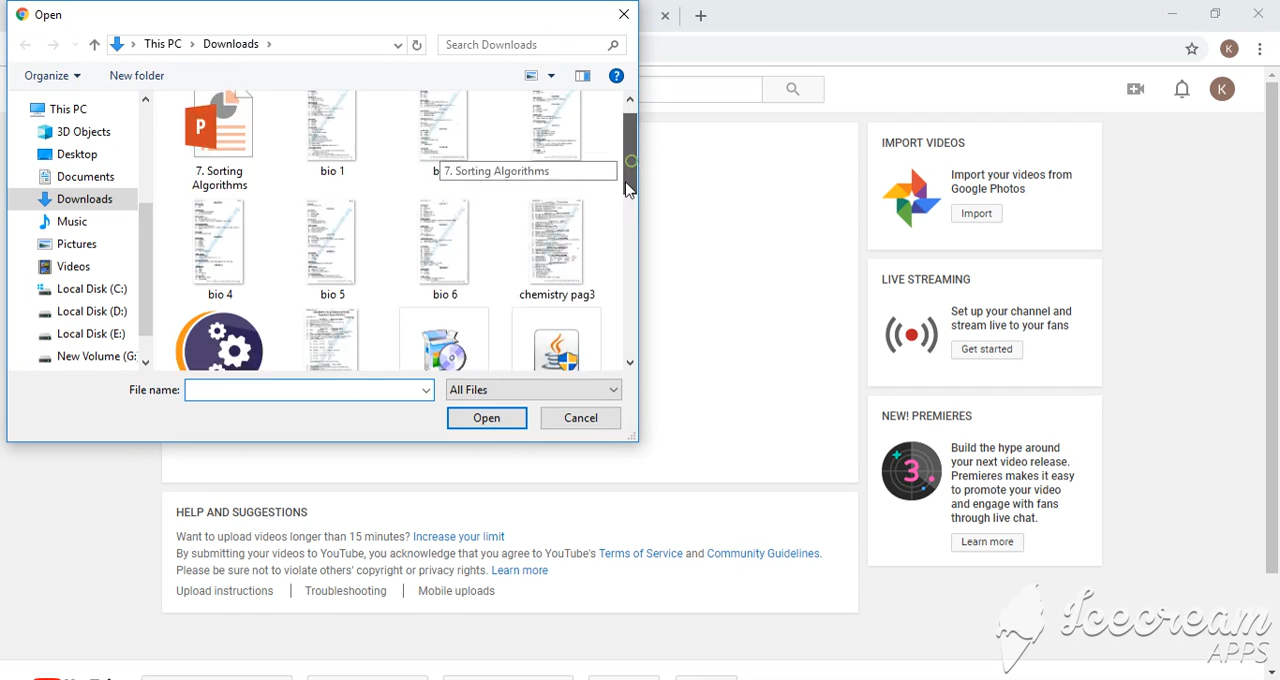 Open
This PC
Downloads
Search Downloads
K
Organize
New folder
This PC
3D Objects
Desktop
Documents
Downloads
Music
Pictures
Videos
Local Disk (C:)
Local Disk (D:)
Local Disk (E:)
New Volume (G:
7. Sorting
Algorithms
bio 1
7. Sorting Algorithms
bio 4
bio 5
bio 6
chemistry pag3
File name:
All Files
Open
Cancel
K
IMPORT VIDEOS
Import your videos from
Google Photos
Import
LIVE STREAMING
Set up your channel and
stream live to your fans
Get started
NEW! PREMIERES
Build the hype around
your next video release.
Premieres makes it easy
to promote your video
and engage with fans
through live chat.
Learn more
HELP AND SUGGESTIONS
Want to upload videos longer than 15 minutes? Increase your limit
By submitting your videos to YouTube, you acknowledge that you agree to YouTube's Terms of Service and Community Guidelines.
Please be sure not to violate others' copyright or privacy rights. Learn more
Upload instructions
Troubleshooting
Mobile uploads
Icecream
APPS